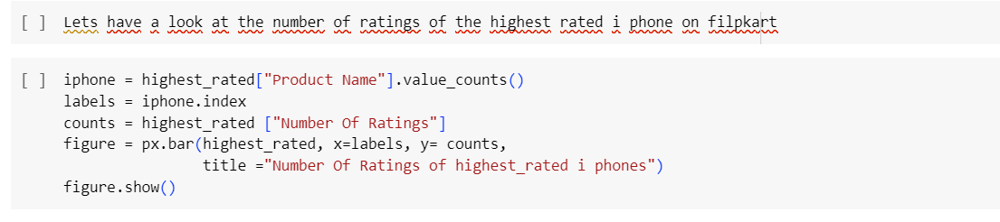 [ ] Lets have a look at the number of ratings of the highest rated i phone on filpkart
[ ] iphone = highest_rated["Product Name"].value_counts()
labels = iphone.index
counts = highest_rated ["Number Of Ratings"]
figure = px.bar(highest_rated, x=labels, y= counts,
title ="Number Of Ratings of highest_rated i phones")
figure.show()